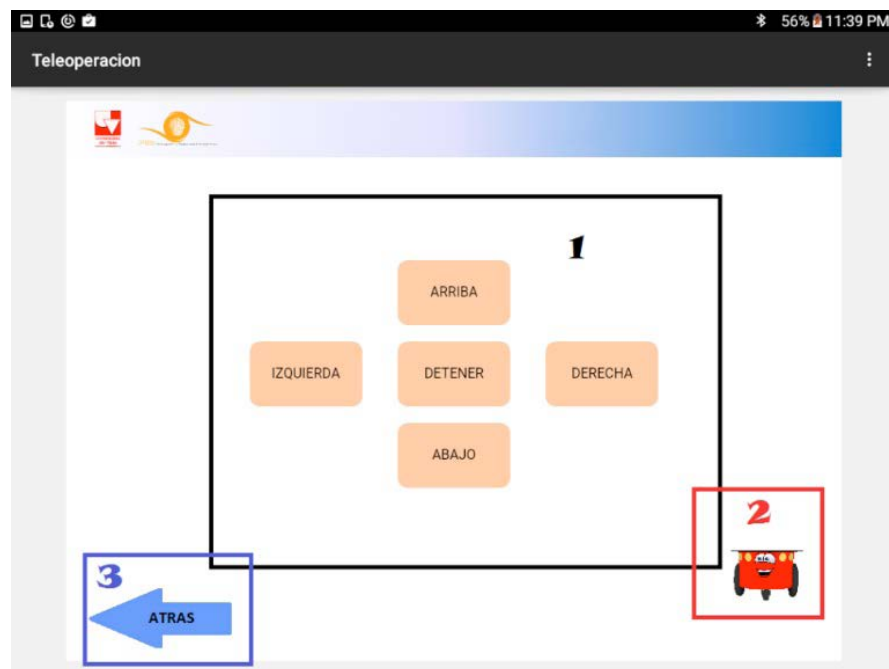 56% 11:39 PM
Teleoperacion
1
ARRIBA
IZQUIERDA DETENER DERECHA
ABAJO
2
3
ATRAS